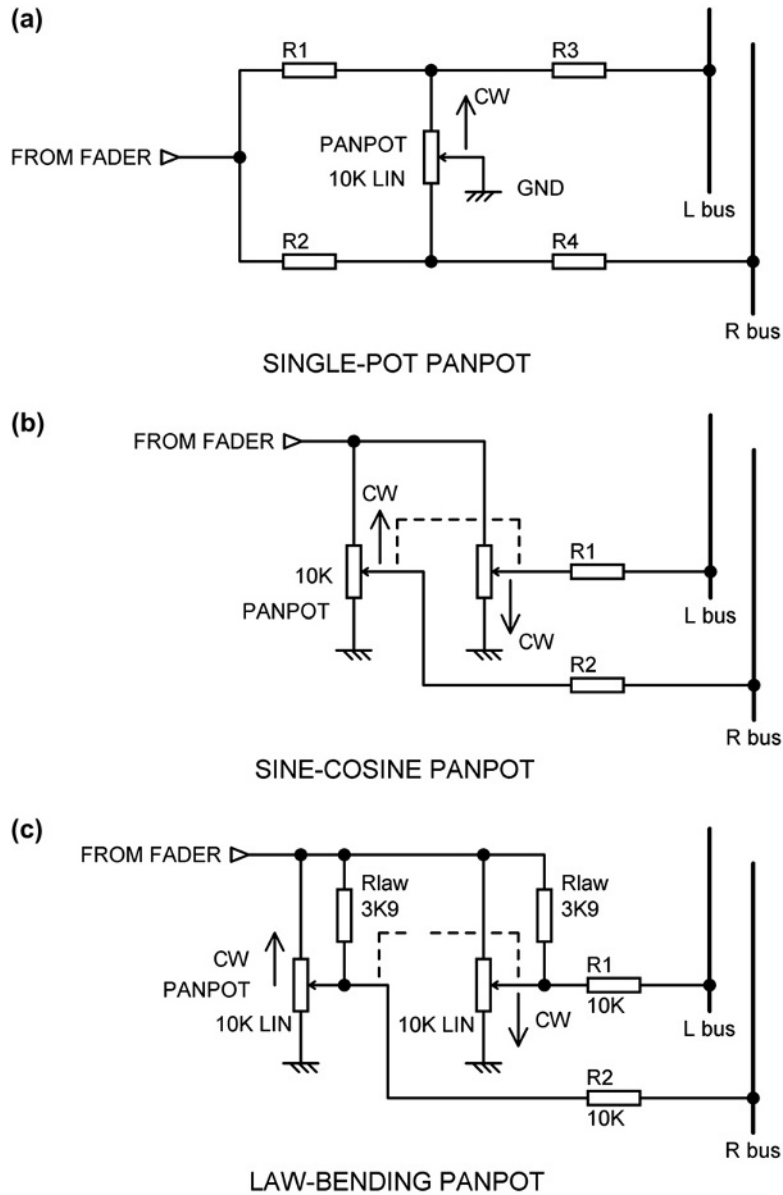 (a)
R1
R3
CW
FROM FADER
PANPOT
10K LIN
GND
L bus
R2
R4
R bus
SINGLE-POT PANPOT
(b)
FROM FADER
CW
R1
10K
PANPOT
L bus
CW
R2
R bus
SINE-COSINE PANPOT
(c)
FROM FADER
Rlaw
3K9
Rlaw
3K9
CW
PANPOT
10K LIN
10K LIN
CW
R1
10K
L bus
R2
10K
R bus
LAW-BENDING PANPOT